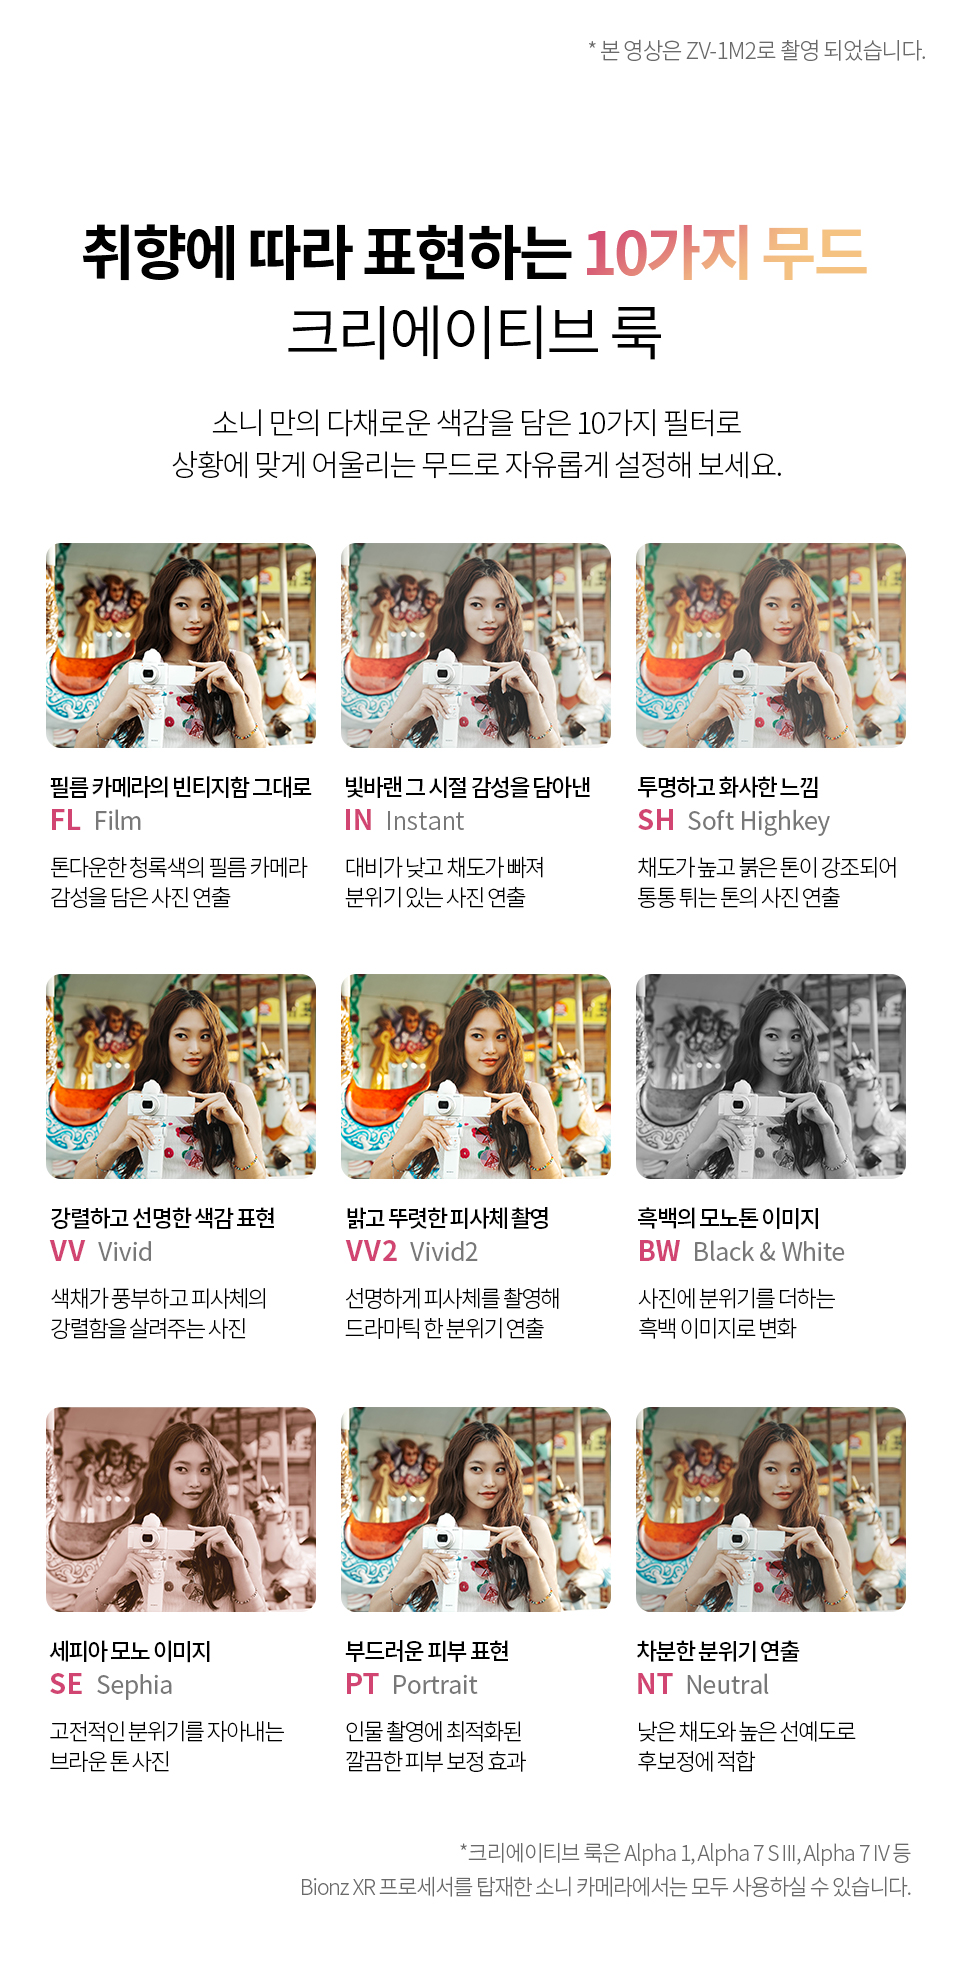 * 본 영상은 ZV-1M2로 촬영 되었습니다.
취향에 따라 표현하는 10가지 무드
크리에이티브 룩
소니 만의 다채로운 색감을 담은 10가지 필터로
상황에 맞게 어울리는 무드로 자유롭게 설정해 보세요.
필름 카메라의 빈티지함 그대로
FL Film
톤다운한 청록색의 필름 카메라
감성을 담은 사진 연출
빛바랜 그 시절 감성을 담아낸
IN Instant
대비가 낮고 채도가 빠져
분위기 있는 사진 연출
투명하고 화사한 느낌
SH Soft Highkey
채도가 높고 붉은 톤이 강조되어
통통 튀는 톤의 사진 연출
강렬하고 선명한 색감 표현
VV Vivid
색채가 풍부하고 피사체의
강렬함을 살려주는 사진
밝고 뚜렷한 피사체 촬영
VV2 Vivid2
선명하게 피사체를 촬영해
드라마틱 한 분위기 연출
흑백의 모노톤 이미지
BW Black & White
사진에 분위기를 더하는
흑백 이미지로 변화
세피아 모노 이미지
SE Sephia
고전적인 분위기를 자아내는
브라운 톤 사진
부드러운 피부 표현
PT Portrait
인물 촬영에 최적화된
깔끔한 피부 보정 효과
차분한 분위기 연출
NT Neutral
낮은 채도와 높은 선예도로
후보정에 적합
*크리에이티브 룩은 Alpha 1, Alpha 7 S III, Alpha 7 IV 등
Bionz XR 프로세서를 탑재한 소니 카메라에서는 모두 사용하실 수 있습니다.